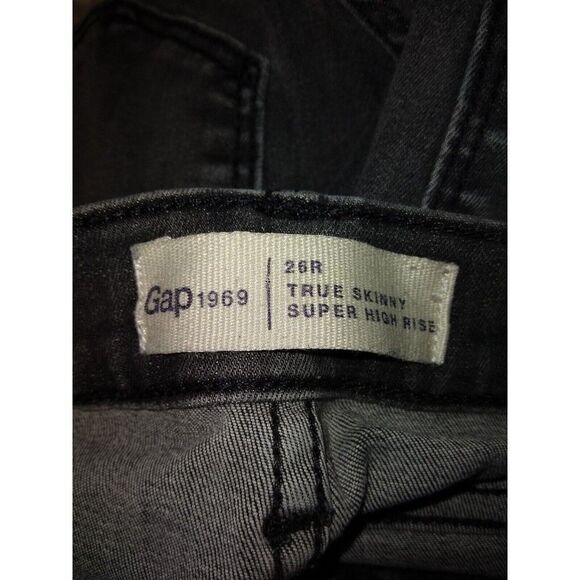 Gap 1969
26R
TRUE SKINNY
SUPER HIGH RISE